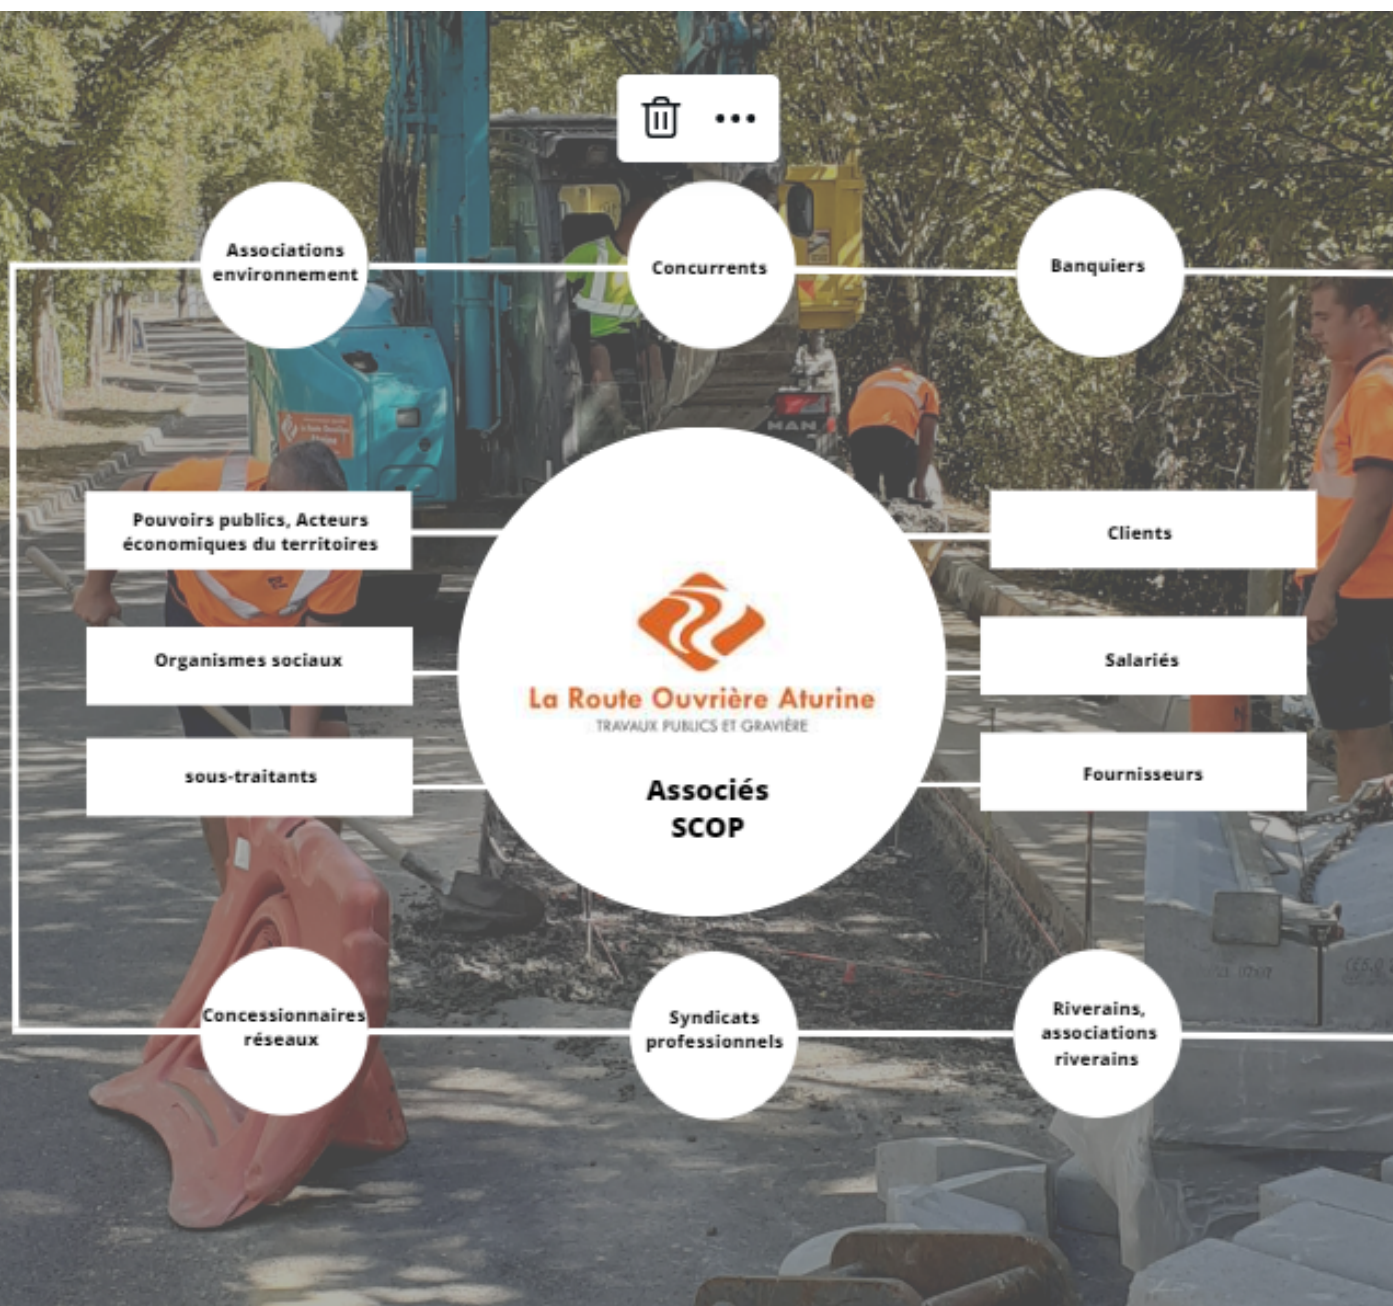 Associations
environnement
Concurrents
Banquiers
MAN
Pouvoirs publics, Acteurs
économiques du territoires
Clients
Organismes sociaux
Salariés
sous-traitants
Fournisseurs
La Route Ouvrière Aturine
TRAVAUX PUBLICS ET GRAVIÈRE
Associés
SCOP
Concessionnaires
réseaux
Syndicats
professionnels
Riverains,
associations
riverains